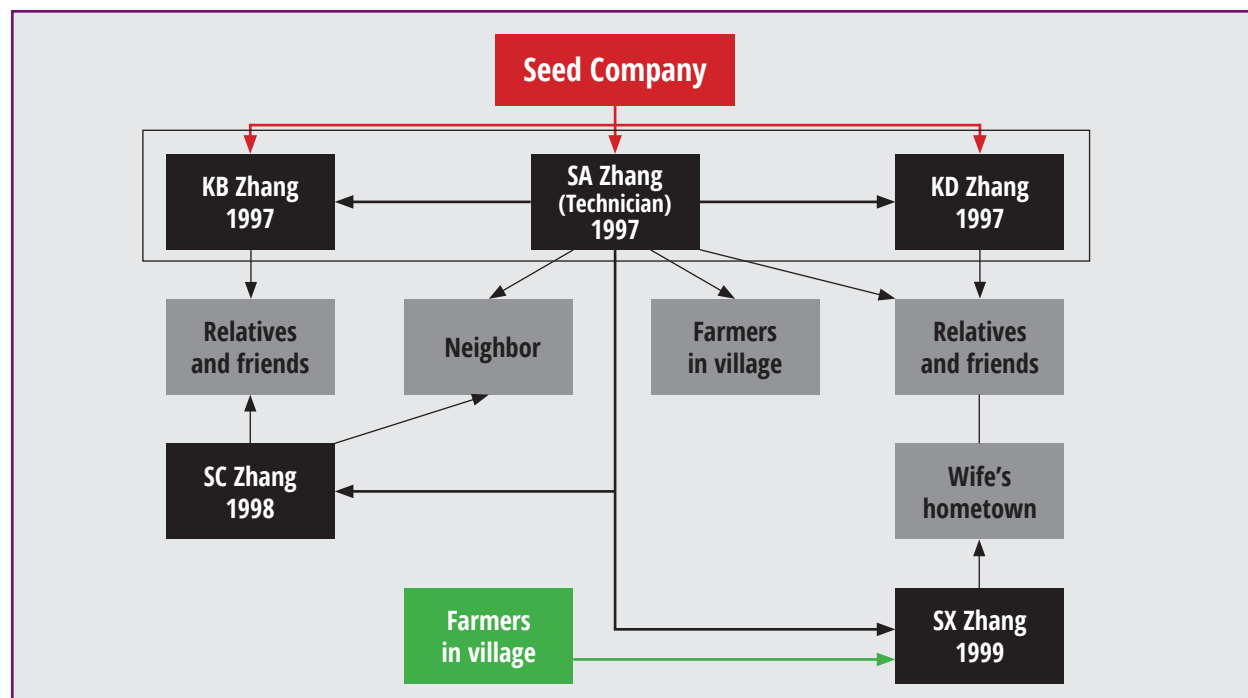 Seed Company
KB Zhang
1997
SA Zhang
(Technician)
1997
KD Zhang
1997
Relatives
and friends
Neighbor
Farmers
in village
Relatives
and friends
SC Zhang
1998
Wife's
hometown
Farmers
in village
SX Zhang
1999